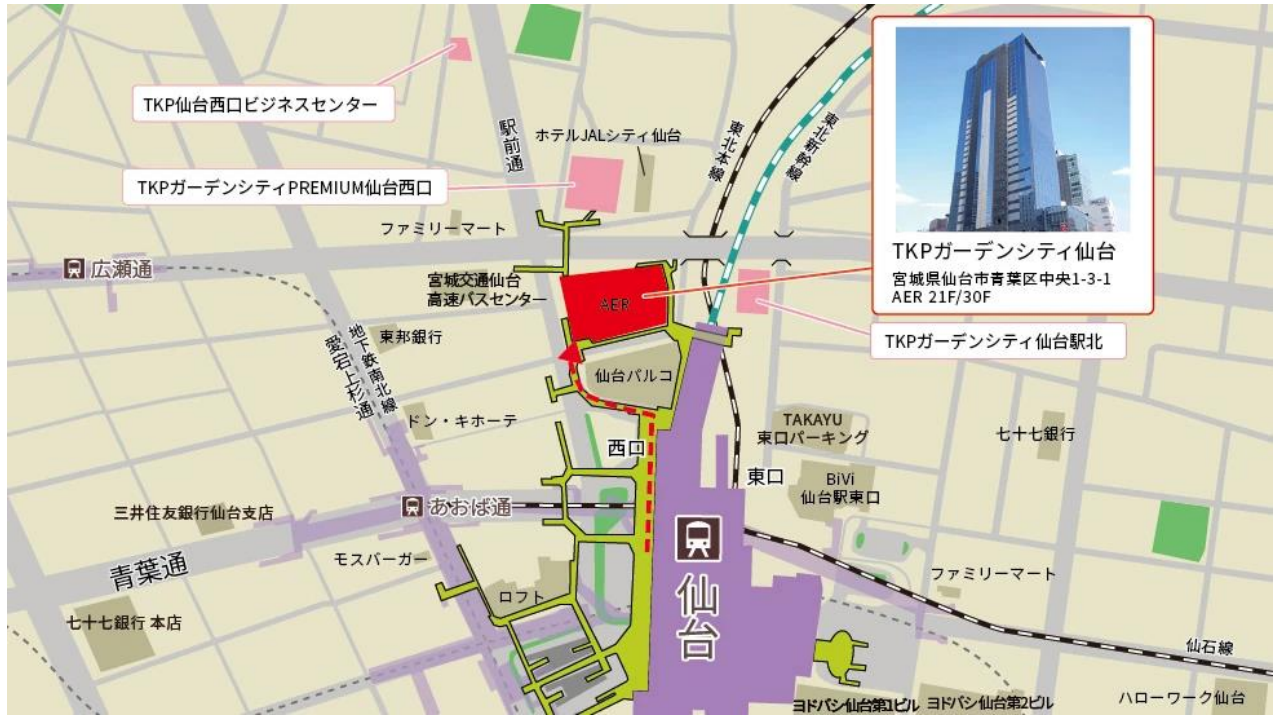 TKP仙台西口ビジネスセンター
駅前通
ホテルJALシティ仙台
東北本線
東北新幹線
TKPガーデンシティPREMIUM仙台西口
ファミリーマート
広瀬通
宮城交通仙台
高速バスセンター
AER
TKPガーデンシティ仙台
宮城県仙台市青葉区中央1-3-1
AER 21F/30F
TKPガーデンシティ仙台駅北
東邦銀行
地下鉄南北線
愛宕上杉通
仙台パルコ
ドン・キホーテ
西口
TAKAYU
東口パーキング
七十七銀行
東口
BiVi
仙台駅東口
三井住友銀行仙台支店
あおば通
青葉通
モスバーガー
ロフト
仙台
ファミリーマート
七十七銀行 本店
仙石線
ヨドバシ仙台第1ビル
ヨドバシ仙台第2ビル
ハローワーク仙台